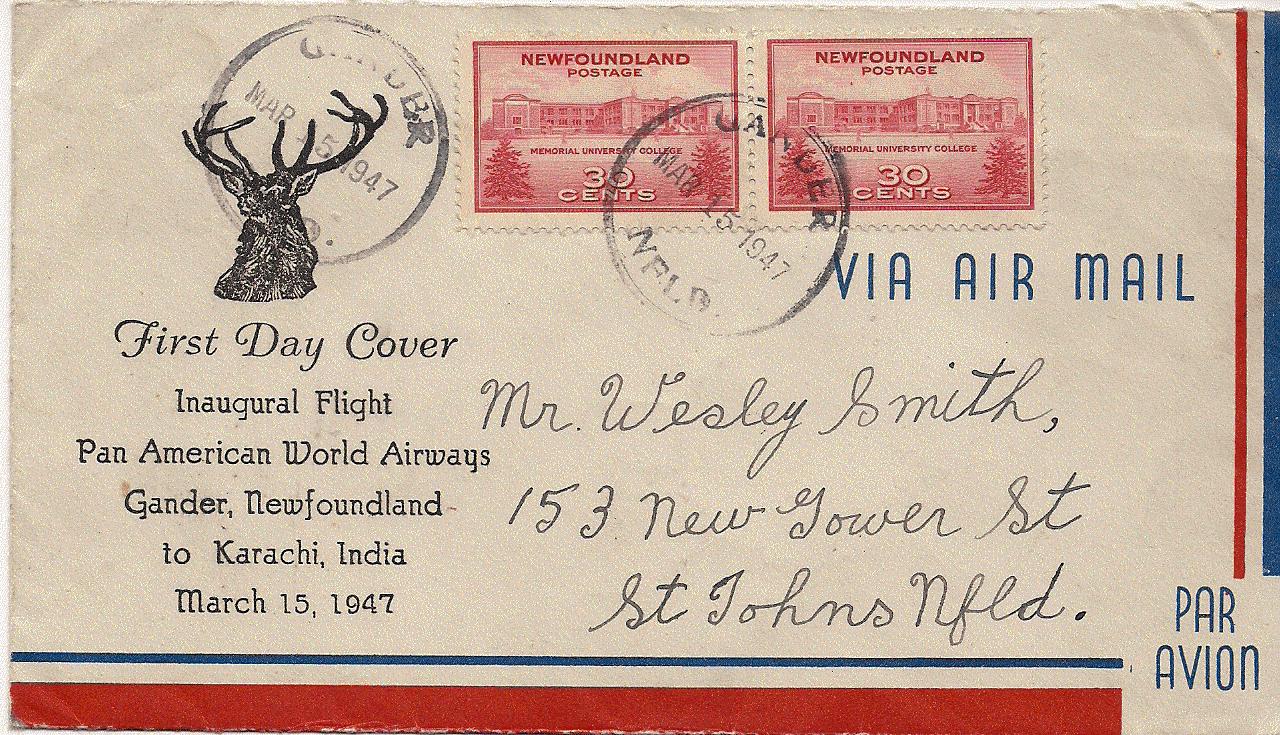 GANDER
MAR 15 1947
NEWFOUNDLAND
POSTAGE
MEMORIAL UNIVERSITY COLLEGE
30
CENTS
NEWFOUNDLAND
POSTAGE
MEMORIAL UNIVERSITY COLLEGE
30
CENTS
GANDER
MAR 15 1947
NFLD.
VIA AIR MAIL
First Day Cover
Inaugural Flight
Pan American World Airways
Gander, Newfoundland
to Karachi, India
March 15, 1947
Mr. Wesley Smith,
153 New Gower St
St Johns Nfld.
PAR
AVION